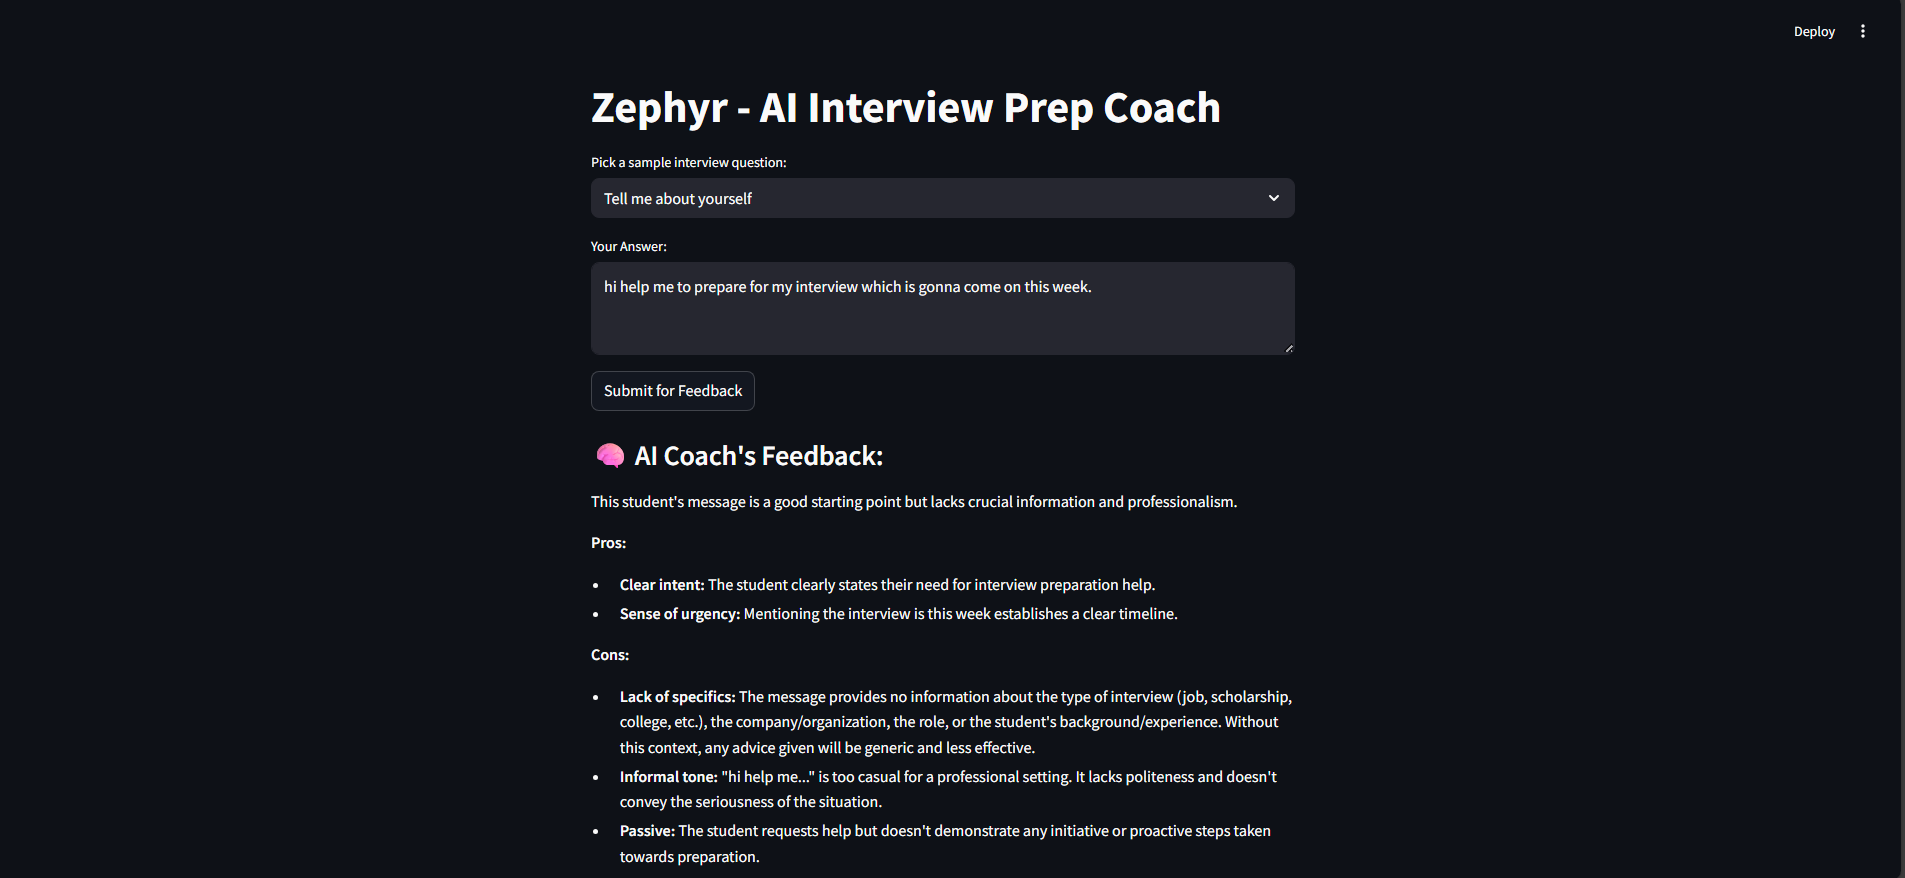 Deploy
Zephyr - AI Interview Prep Coach
Pick a sample interview question:
Tell me about yourself
Your Answer:
hi help me to prepare for my interview which is gonna come on this week.
Submit for Feedback
🧠 AI Coach's Feedback:
This student's message is a good starting point but lacks crucial information and professionalism.
Pros:
• Clear intent: The student clearly states their need for interview preparation help.
• Sense of urgency: Mentioning the interview is this week establishes a clear timeline.
Cons:
• Lack of specifics: The message provides no information about the type of interview (job, scholarship,
college, etc.), the company/organization, the role, or the student's background/experience. Without
this context, any advice given will be generic and less effective.
• Informal tone: "hi help me..." is too casual for a professional setting. It lacks politeness and doesn't
convey the seriousness of the situation.
• Passive: The student requests help but doesn't demonstrate any initiative or proactive steps taken
towards preparation.